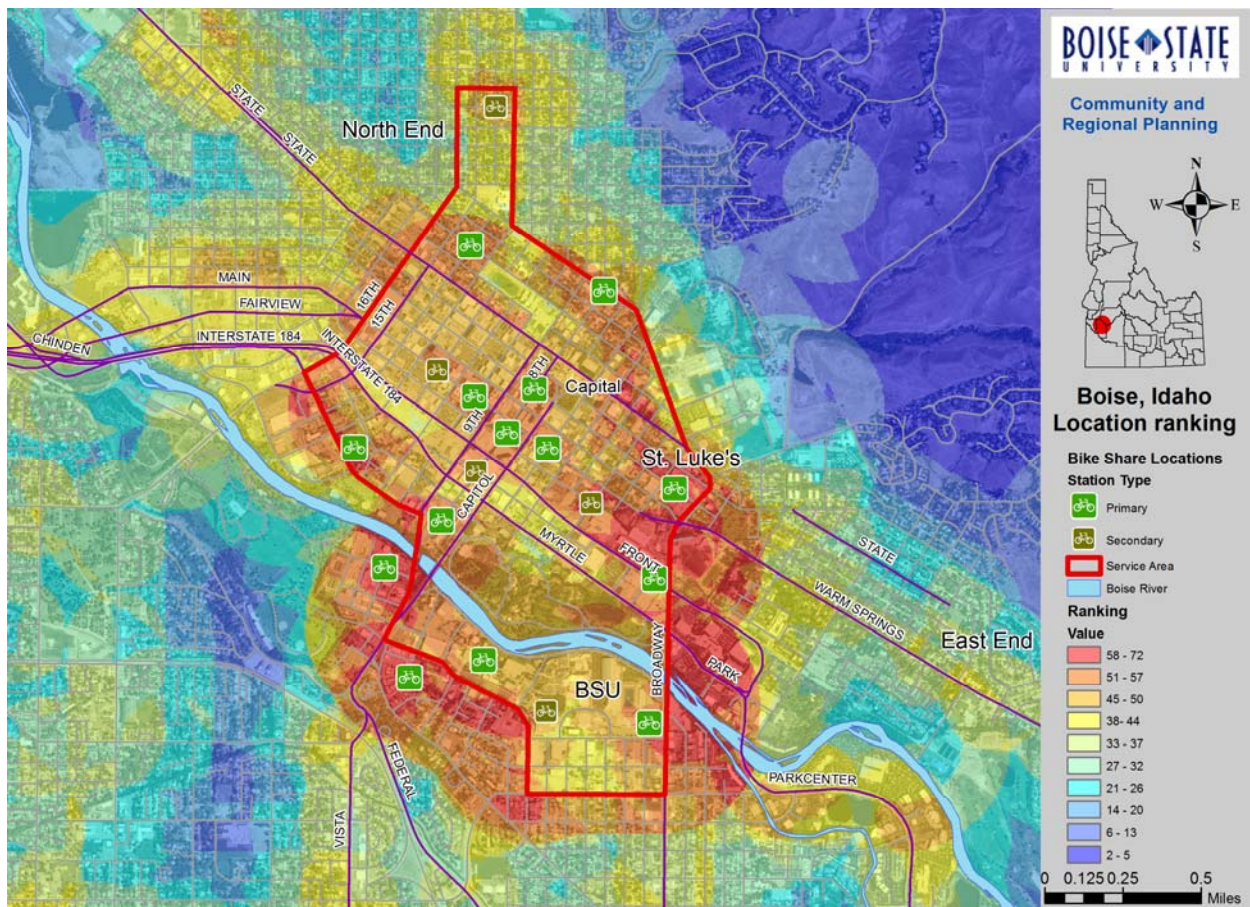 North End
STATE
STATE
MAIN
FAIRVIEW
INTERSTATE 184
CHINDEN
16TH
15TH
INTERSTATE 184
8TH
9TH
Capital
St. Luke's
CAPITOL
MYRTLE
FRONT
STATE
WARM SPRINGS
East End
BROADWAY
PARK
BSU
PARKCENTER
VISTA
FEDERAL
BOISE STATE
UNIVERSITY
Community and
Regional Planning
N
W E
S
Boise, Idaho
Location ranking
Bike Share Locations
Station Type
Primary
Secondary
Service Area
Boise River
Ranking
Value
58 - 72
51 - 57
45 - 50
38- 44
33 - 37
27 - 32
21 - 26
14 - 20
6 - 13
2 - 5
0 0.125 0.25 0.5
Miles